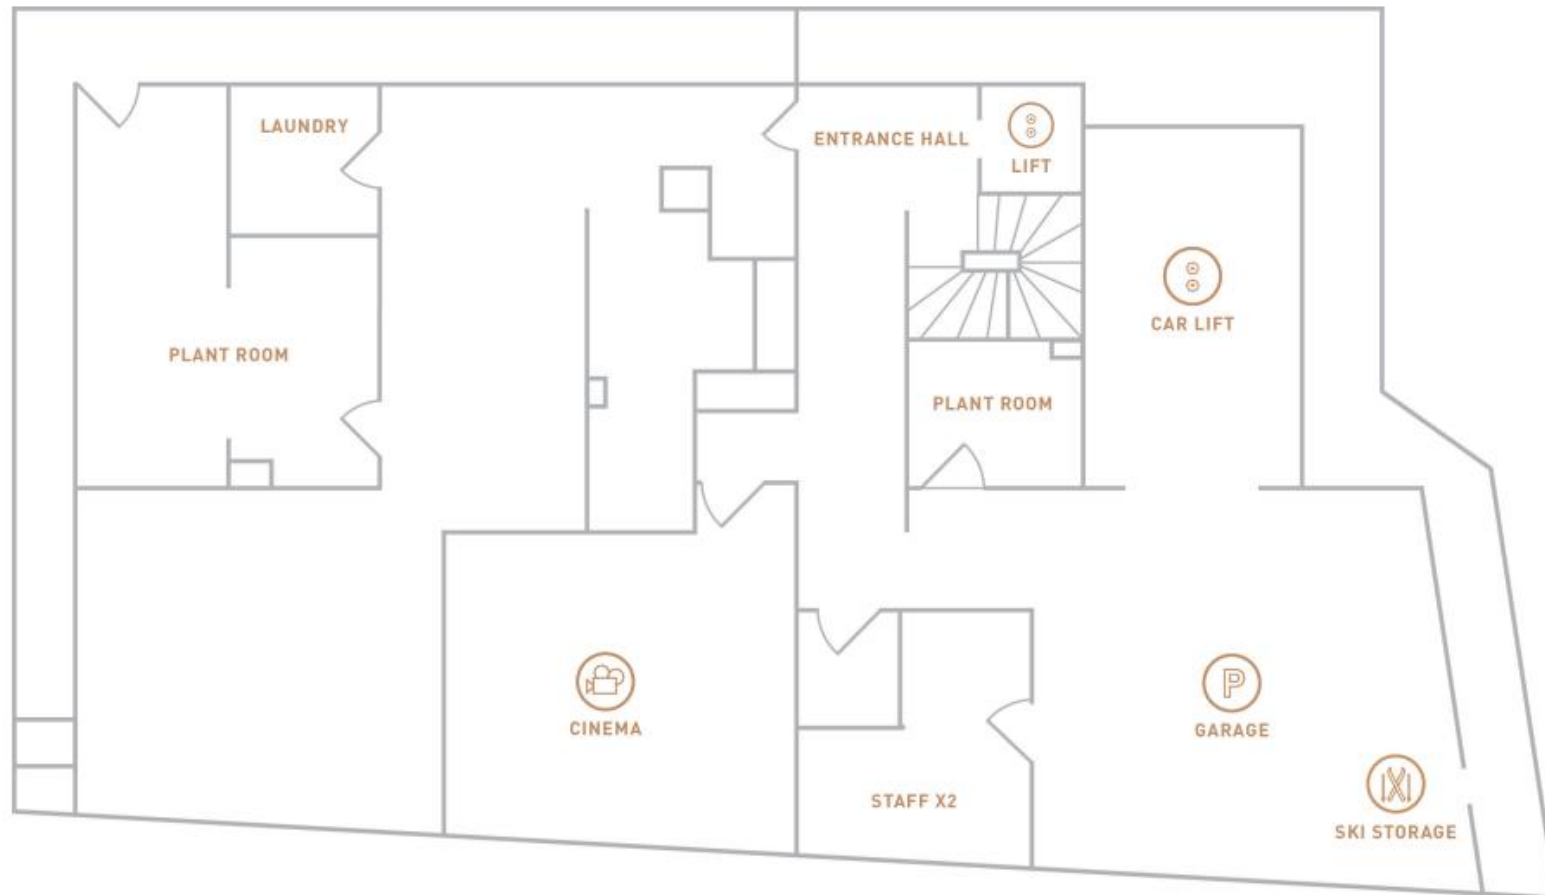 LAUNDRY
ENTRANCE HALL
LIFT
CAR LIFT
PLANT ROOM
PLANT ROOM
P
CINEMA
GARAGE
STAFF X2
SKI STORAGE